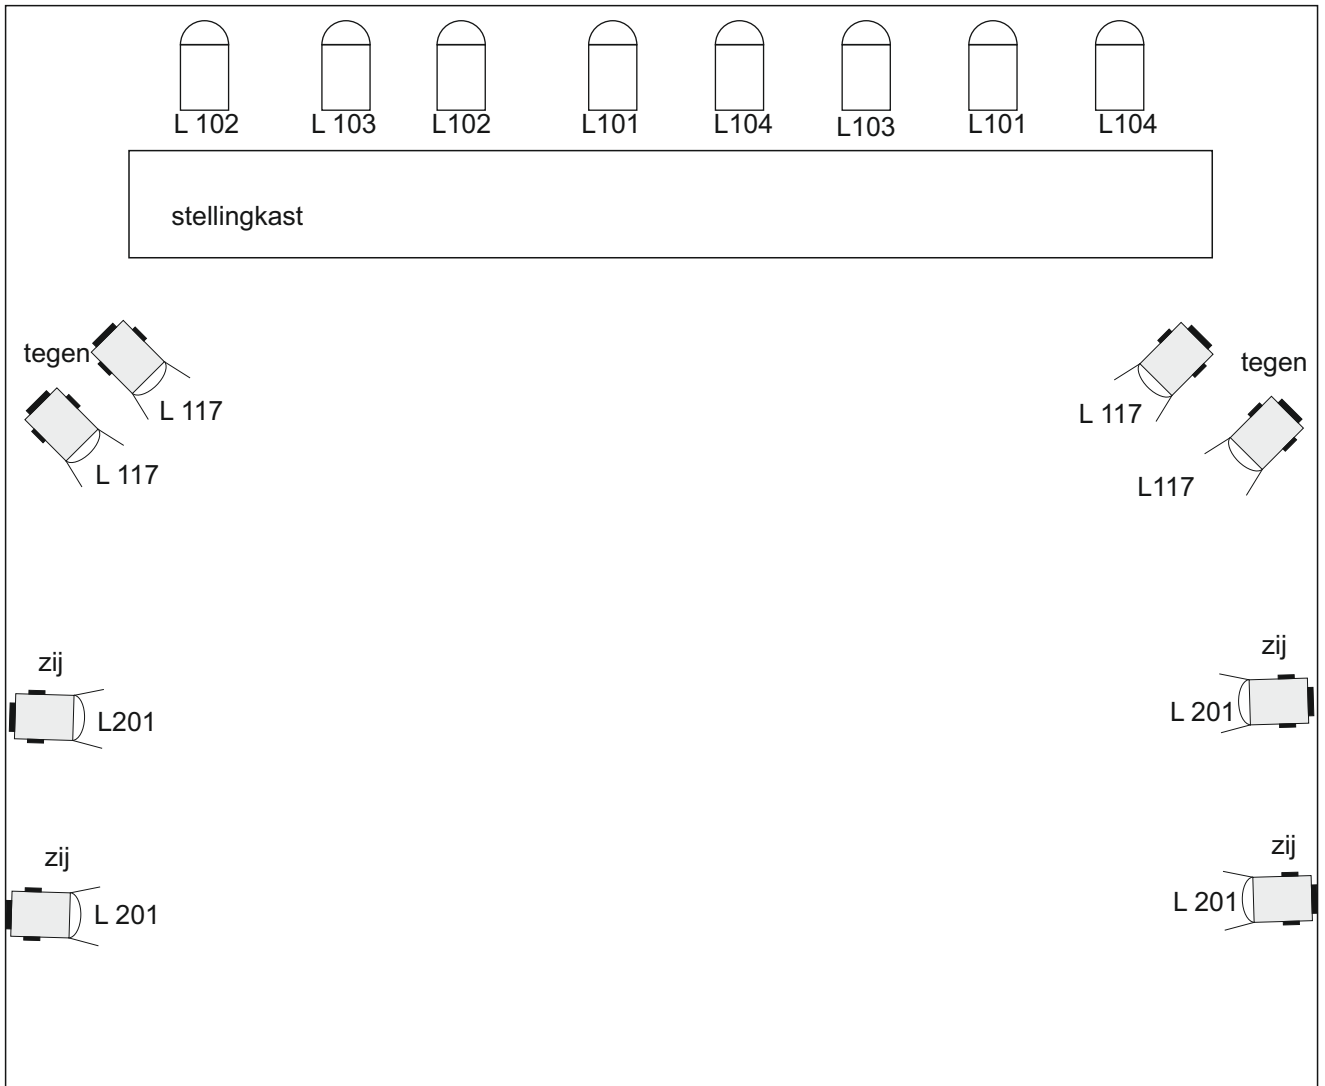 L 102
L 103
L102
L101
L104
L103
L101
L104
stellingkast
tegen
L 117
L 117
tegen
L 117
L117
zij
L201
zij
L 201
zij
L 201
zij
L 201